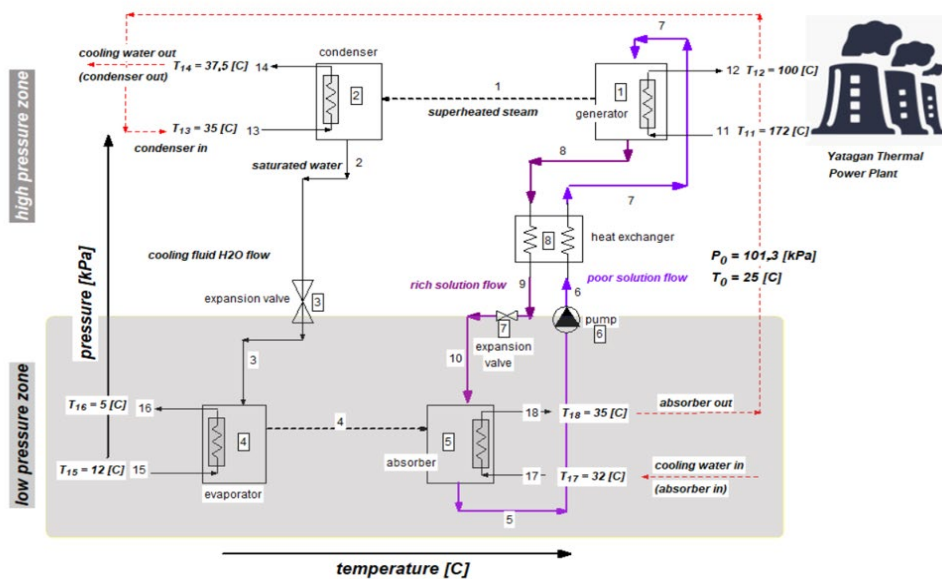 cooling water out
(condenser out)
T14 = 37,5 [C]
14
condenser
2
T13 = 35 [C]
13
condenser in
saturated water
2
1
superheated steam
7
1
generator
12
T12 = 100 [C]
11
T11 = 172 [C]
Yatagan Thermal
Power Plant
8
7
8
heat exchanger
P0 = 101,3 [kPa]
T0 = 25 [C]
high pressure zone
pressure [kPa]
cooling fluid H2O flow
rich solution flow
9
6
poor solution flow
expansion valve
3
7
expansion
valve
pump
6
low pressure zone
3
10
T16 = 5 [C]
16
4
T15 = 12 [C]
15
evaporator
4
absorber
5
18
T18 = 35 [C]
absorber out
17
T17 = 32 [C]
cooling water in
(absorber in)
5
temperature [C]